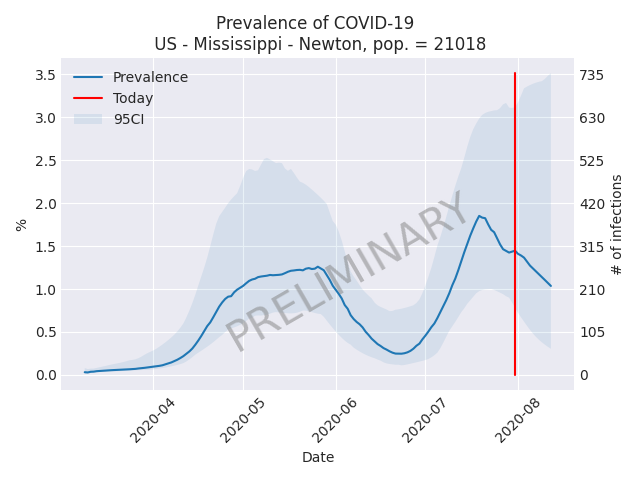 Prevalence of COVID-19
US - Mississippi - Newton, pop. = 21018
Prevalence
Today
95CI
3.5
3.0
2.5
2.0
1.5
1.0
0.5
0.0
%
735
630
525
420
315
210
105
0
# of infections
PRELIMINARY
2020-04
2020-05
2020-06
2020-07
2020-08
Date